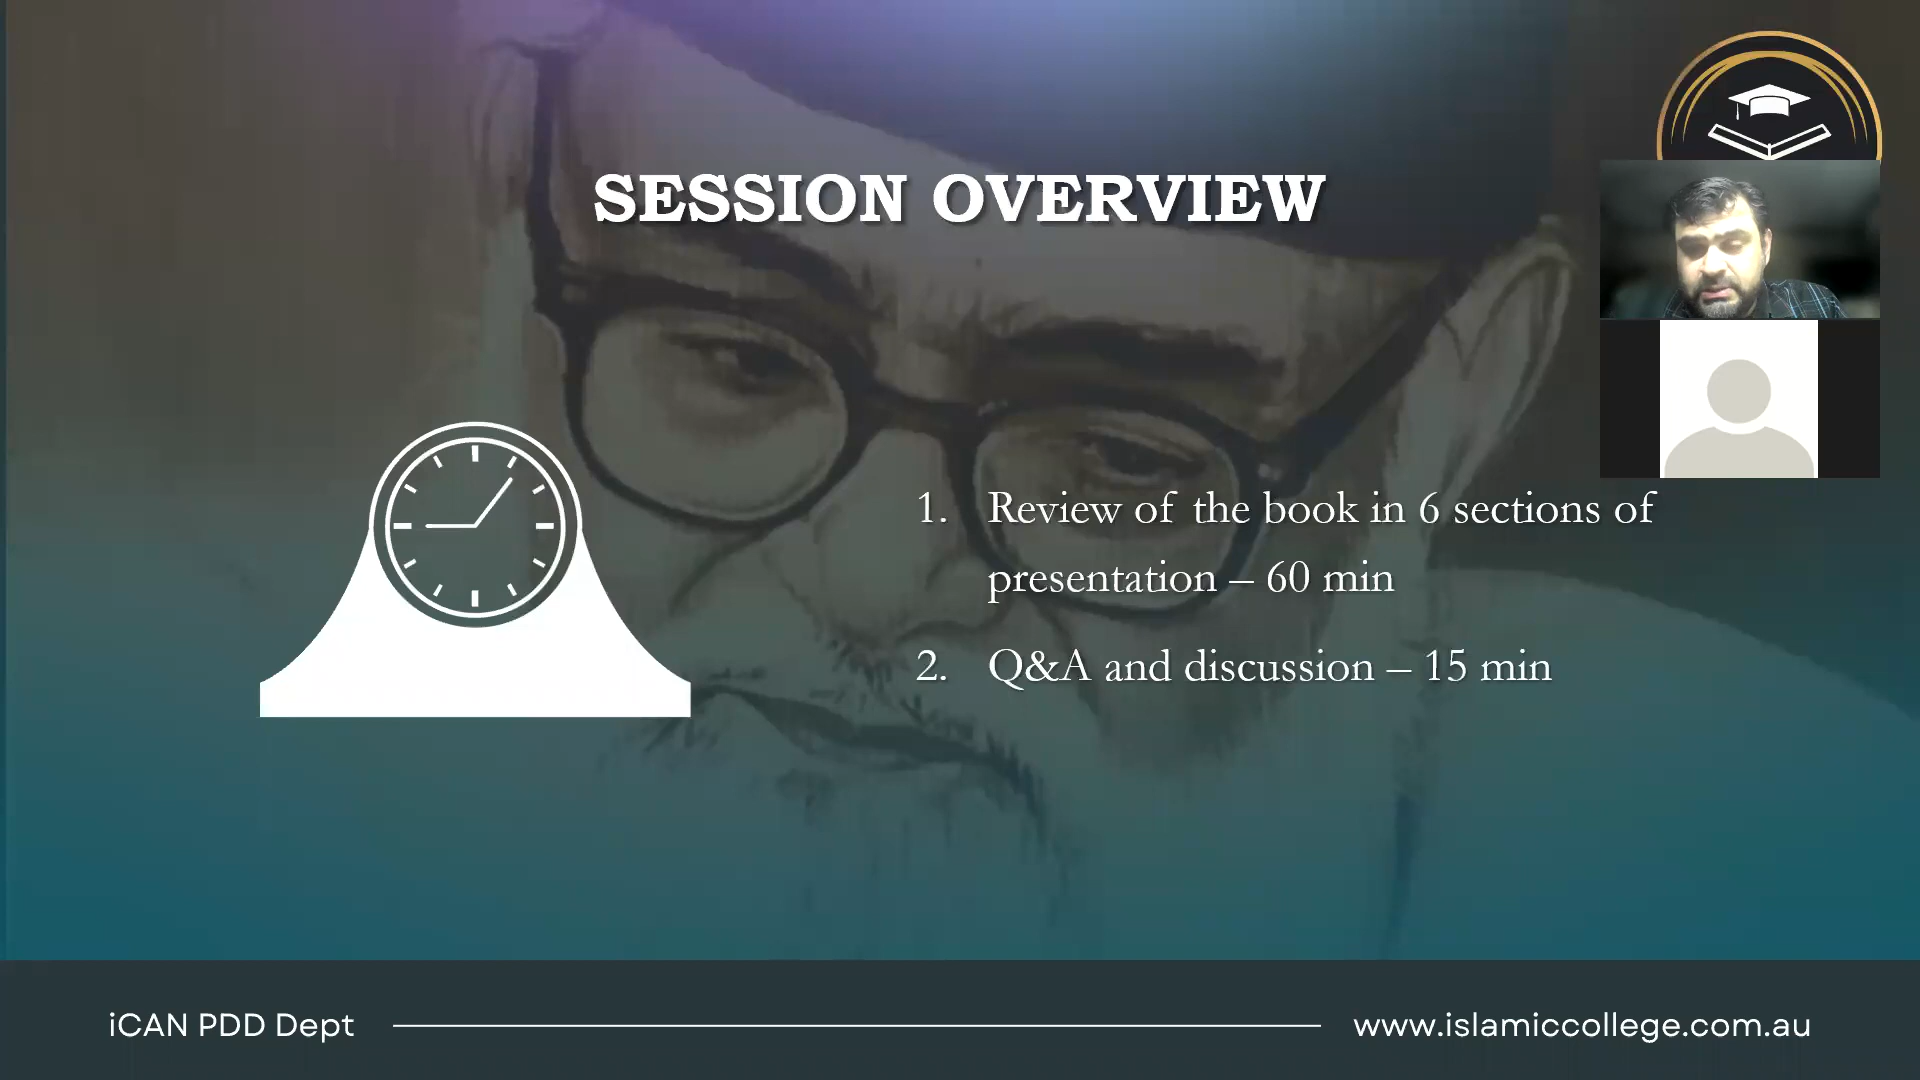 SESSION OVERVIEW
1. Review of the book in 6 sections of
presentation – 60 min
2. Q&A and discussion – 15 min
iCAN PDD Dept
www.islamiccollege.com.au